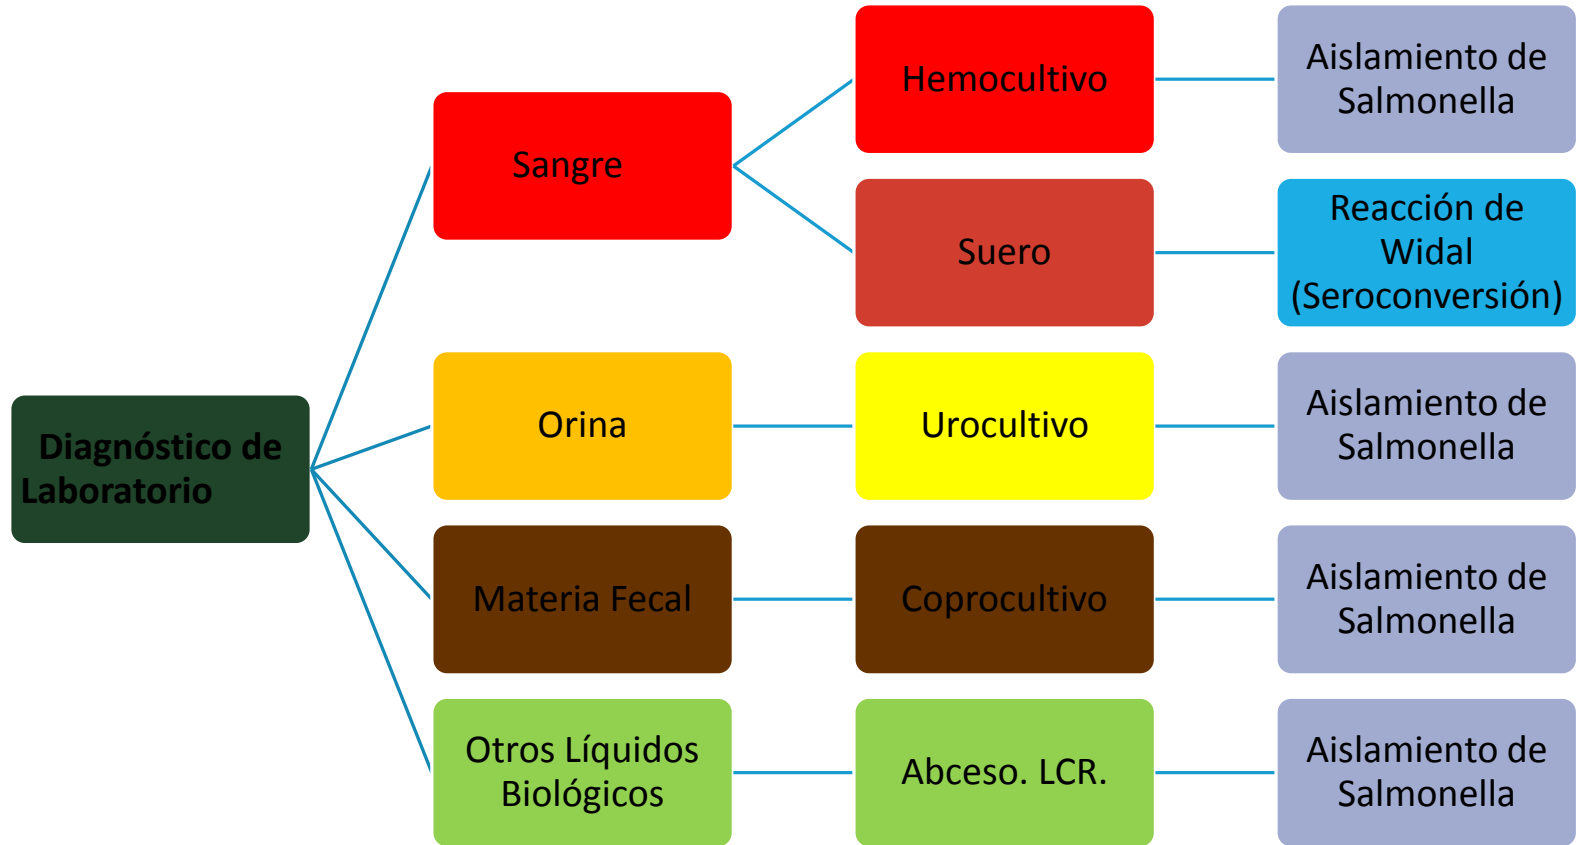 Diagnóstico de
Laboratorio
Sangre
Hemocultivo
Aislamiento de
Salmonella
Suero
Reacción de
Widal
(Seroconversión)
Orina
Urocultivo
Aislamiento de
Salmonella
Materia Fecal
Coprocultivo
Aislamiento de
Salmonella
Otros Líquidos
Biológicos
Abceso. LCR.
Aislamiento de
Salmonella